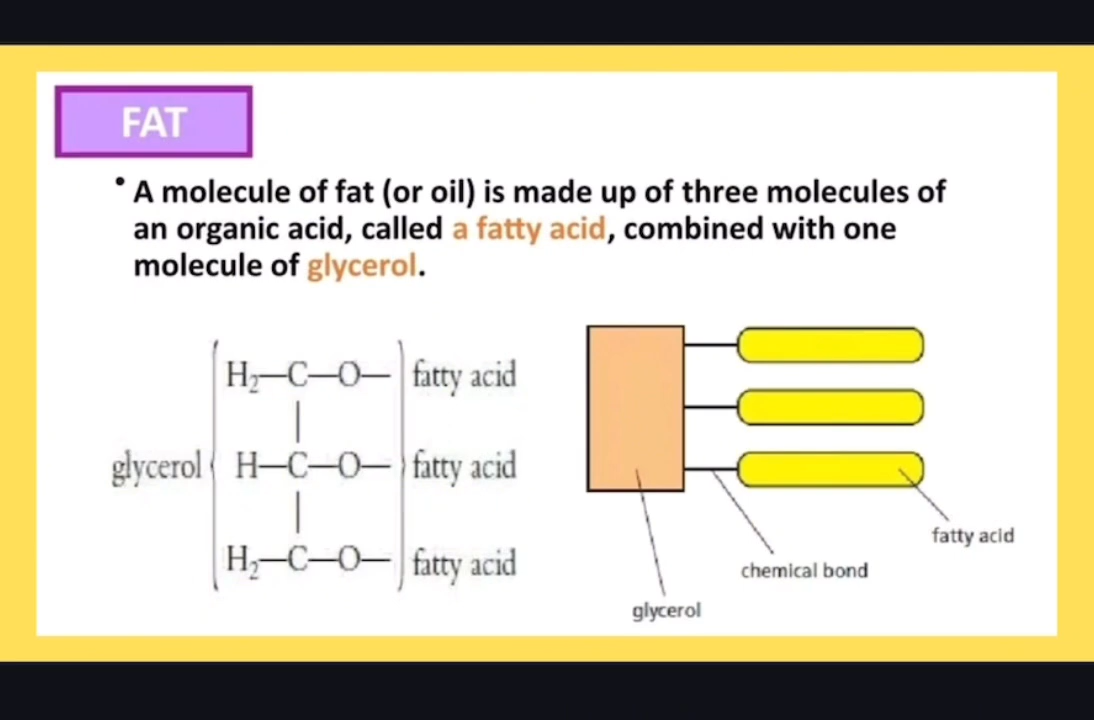 FAT
• A molecule of fat (or oil) is made up of three molecules of
an organic acid, called a fatty acid, combined with one
molecule of glycerol.
H₂—C—O— fatty acid
|
glycerol H—C—O— fatty acid
|
H₂—C—O— fatty acid
fatty acid
chemical bond
glycerol